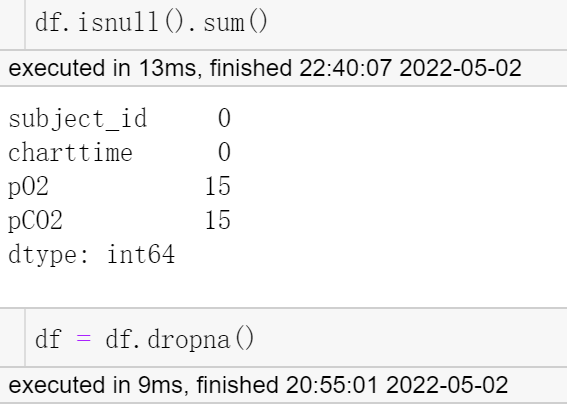 df.isnull().sum()
executed in 13ms, finished 22:40:07 2022-05-02
subject_id 0
charttime 0
pO2 15
pCO2 15
dtype: int64
df = df.dropna()
executed in 9ms, finished 20:55:01 2022-05-02